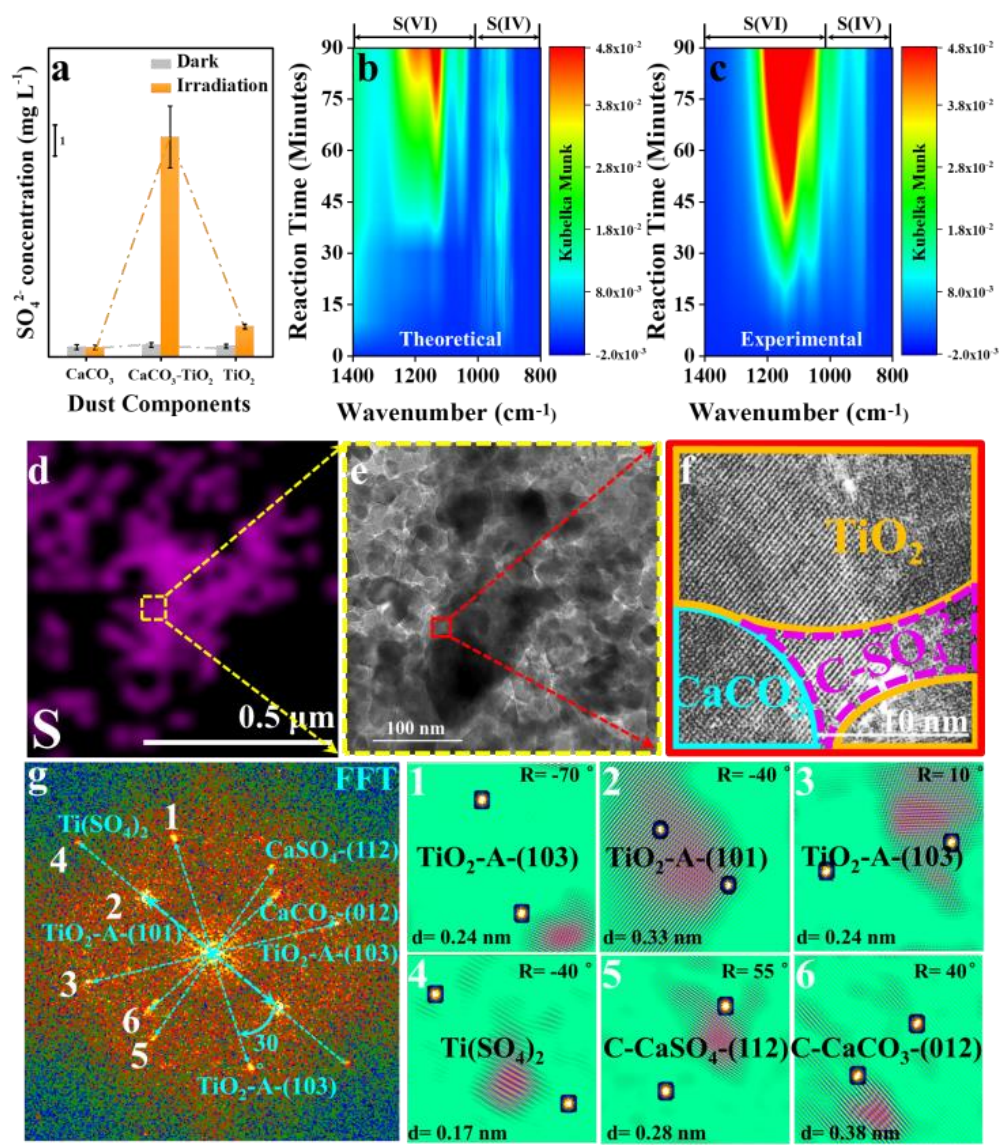 a
Dark
Irradiation
1
SO₄²⁻ concentration (mg L⁻¹)
CaCO₃
CaCO₃-TiO₂
TiO₂
Dust Components
S(VI)
S(IV)
b
90
75
60
45
30
15
0
Reaction Time (Minutes)
Theoretical
1400
1200
1000
800
Wavenumber (cm⁻¹)
4.8x10⁻²
3.8x10⁻²
2.8x10⁻²
1.8x10⁻²
8.0x10⁻³
-2.0x10⁻³
Kubelka Munk
S(VI)
S(IV)
c
90
75
60
45
30
15
0
Reaction Time (Minutes)
Experimental
1400
1200
1000
800
Wavenumber (cm⁻¹)
4.8x10⁻²
3.8x10⁻²
2.8x10⁻²
1.8x10⁻²
8.0x10⁻³
-2.0x10⁻³
Kubelka Munk
d
S
0.5 µm
e
100 nm
f
TiO₂
C-SO₄²⁻
CaCO₃
10 nm
g
FFT
Ti(SO₄)₂
1
4
CaSO₄-(112)
2
CaCO₃-(012)
TiO₂-A-(101)
TiO₂-A-(103)
3
6
5
30°
TiO₂-A-(103)
1
R= -70 °
TiO₂-A-(103)
d= 0.24 nm
2
R= -40 °
TiO₂-A-(101)
d= 0.33 nm
3
R= 10 °
TiO₂-A-(103)
d= 0.24 nm
4
R= -40 °
Ti(SO₄)₂
d= 0.17 nm
5
R= 55 °
C-CaSO₄-(112)
d= 0.28 nm
6
R= 40 °
C-CaCO₃-(012)
d= 0.38 nm